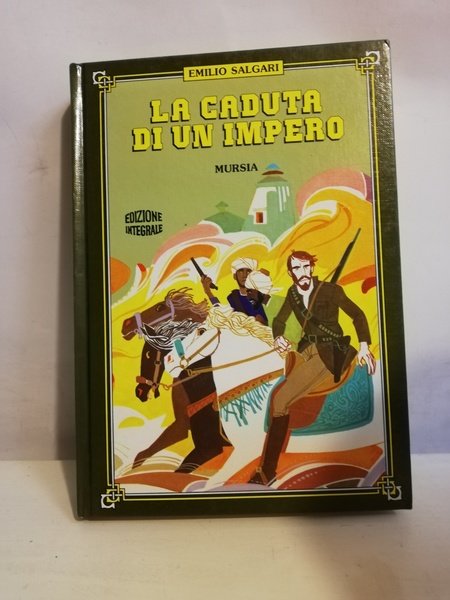 EMILIO SALGARI
LA CADUTA
DI UN IMPERO
MURSIA
EDIZIONE
INTEGRALE